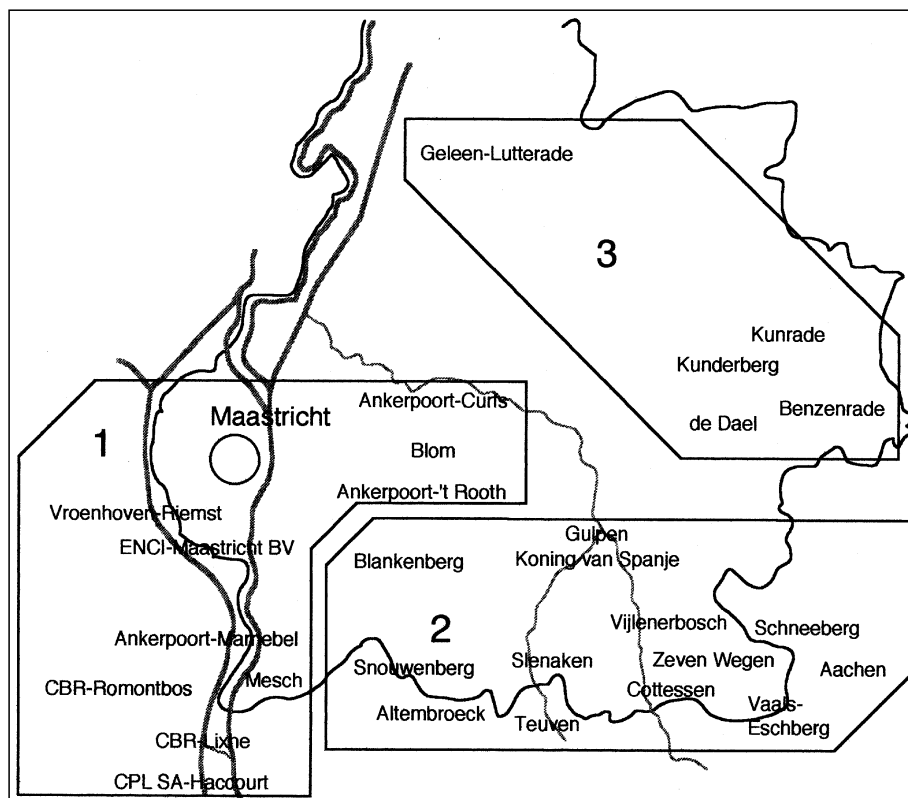 Geleen-Lutterade
3
Kunrade
Kunderberg
Benzenrade
de Dael
Maastricht
1
Ankerpoort-Curfs
Blom
Ankerpoort-'t Rooth
Vroenhoven-Riemst
ENCI-Maastricht BV
Ankerpoort-Marnebel
Mesch
CBR-Romontbos
CBR-Lixhe
CPL SA-Haccourt
Gulpen
Koning van Spanje
Blankenberg
2
Vijlenerbosch
Schneeberg
Snouwenberg
Slenaken
Zeven Wegen
Aachen
Cottessen
Altembroeck
Teuven
Vaals-
Eschberg